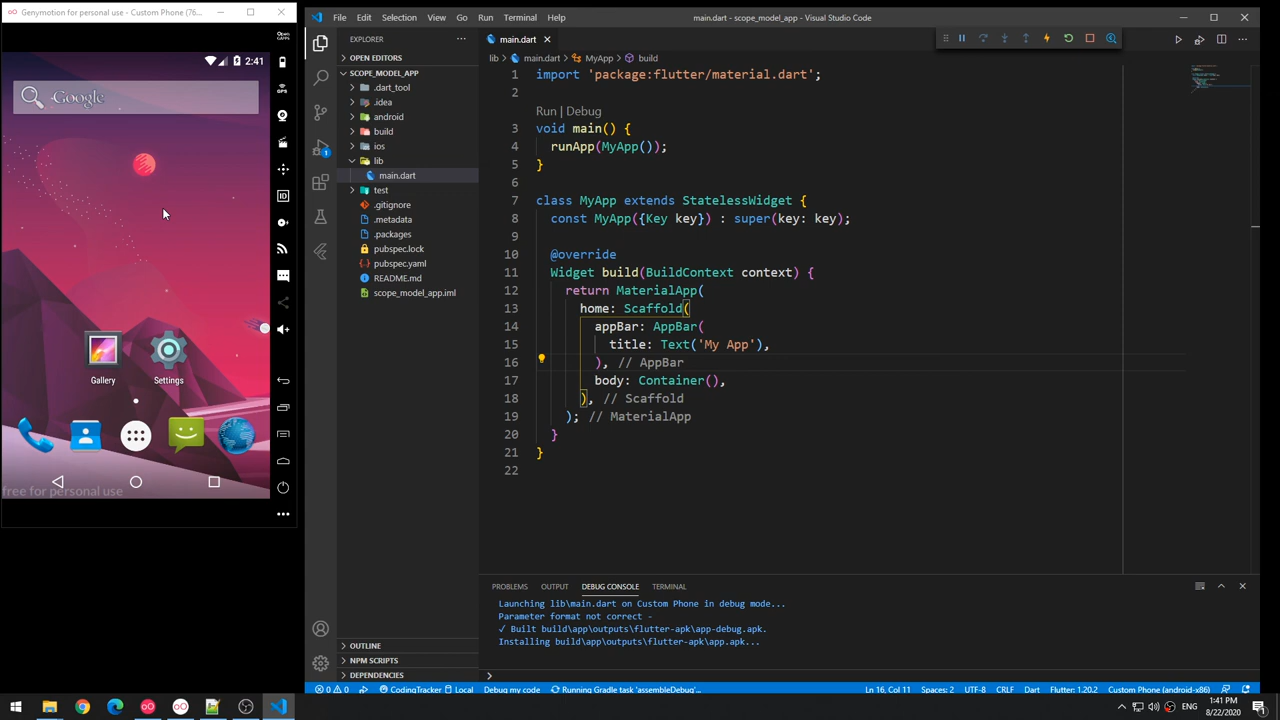 Genymotion for personal use - Custom Phone (76...
OPEN GAPPS
2:41
Google
GPS
ID
Gallery
Settings
free for personal use
File Edit Selection View Go Run Terminal Help
main.dart - scope_model_app - Visual Studio Code
EXPLORER
OPEN EDITORS
SCOPE_MODEL_APP
.dart_tool
.idea
android
build
ios
lib
main.dart
test
.gitignore
.metadata
.packages
pubspec.lock
pubspec.yaml
README.md
scope_model_app.iml
OUTLINE
NPM SCRIPTS
DEPENDENCIES
1
main.dart
lib > main.dart > MyApp > build
1 import 'package:flutter/material.dart';
2
Run | Debug
3 void main() {
4 runApp(MyApp());
5 }
6
7 class MyApp extends StatelessWidget {
8 const MyApp({Key key}) : super(key: key);
9
10 @override
11 Widget build(BuildContext context) {
12 return MaterialApp(
13 home: Scaffold(
14 appBar: AppBar(
15 title: Text('My App'),
16 ), // AppBar
17 body: Container(),
18 ), // Scaffold
19 ); // MaterialApp
20 }
21 }
22
PROBLEMS OUTPUT DEBUG CONSOLE TERMINAL
Launching lib\main.dart on Custom Phone in debug mode...
Parameter format not correct -
✓ Built build\app\outputs\flutter-apk\app-debug.apk.
Installing build\app\outputs\flutter-apk\app.apk...
0 0 CodingTracker Local Debug my code Running Gradle task 'assembleDebug'... Ln 16, Col 11 Spaces: 2 UTF-8 CRLF Dart Flutter: 1.20.2 Custom Phone (android-x86)
ENG 1:41 PM
8/22/2020
1